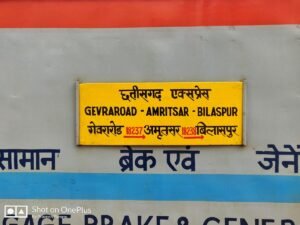 छत्तीसगढ़ एक्सप्रेस
GEVRAROAD - AMRITSAR - BILASPUR
गेवरारोड 18237 अमृतसर 18238 बिलासपुर
सामान ब्रेक एवं जेने
GAGE BRAKE & GENER
Shot on OnePlus